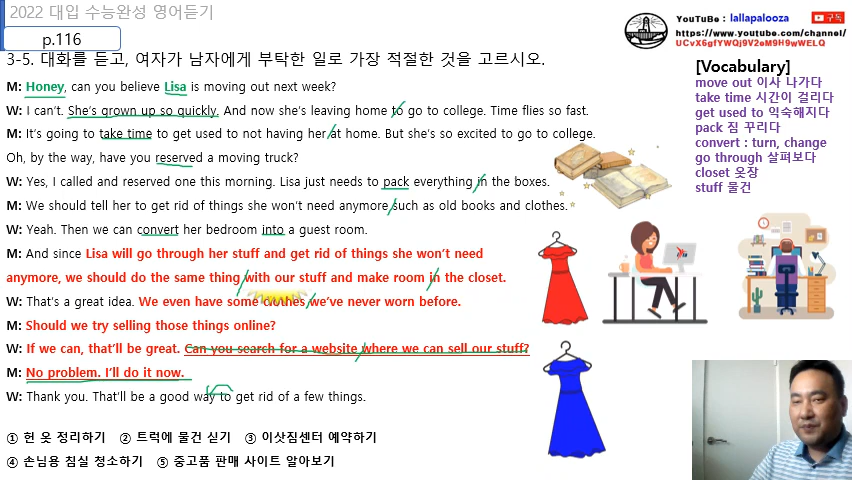 2022 대입 수능완성 영어듣기
p.116
YouTuBe : lallapalooza
구독
https://www.youtube.com/channel/
UCvX6gfYWQj9V2eM9H9wWELQ
3-5. 대화를 듣고, 여자가 남자에게 부탁한 일로 가장 적절한 것을 고르시오.
M: Honey, can you believe Lisa is moving out next week?
W: I can't. She's grown up so quickly. And now she's leaving home to go to college. Time flies so fast.
M: It's going to take time to get used to not having her at home. But she's so excited to go to college.
Oh, by the way, have you reserved a moving truck?
W: Yes, I called and reserved one this morning. Lisa just needs to pack everything in the boxes.
M: We should tell her to get rid of things she won't need anymore such as old books and clothes.
W: Yeah. Then we can convert her bedroom into a guest room.
M: And since Lisa will go through her stuff and get rid of things she won't need
anymore, we should do the same thing with our stuff and make room in the closet.
W: That's a great idea. We even have some clothes we've never worn before.
M: Should we try selling those things online?
W: If we can, that'll be great. Can you search for a website where we can sell our stuff?
M: No problem. I'll do it now.
W: Thank you. That'll be a good way to get rid of a few things.
① 헌 옷 정리하기 ② 트럭에 물건 싣기 ③ 이삿짐센터 예약하기
④ 손님용 침실 청소하기 ⑤ 중고품 판매 사이트 알아보기
[Vocabulary]
move out 이사 나가다
take time 시간이 걸리다
get used to 익숙해지다
pack 짐 꾸리다
convert : turn, change
go through 살펴보다
closet 옷장
stuff 물건